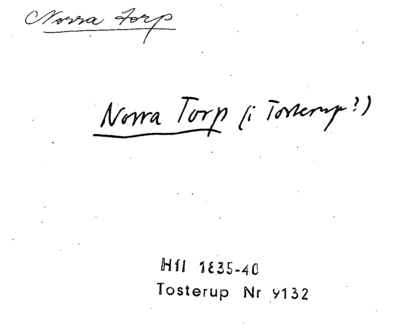 Norra Torp
Norra Torp (i Tosterup?)
Hfl 1835-40
Tosterup Nr 9132